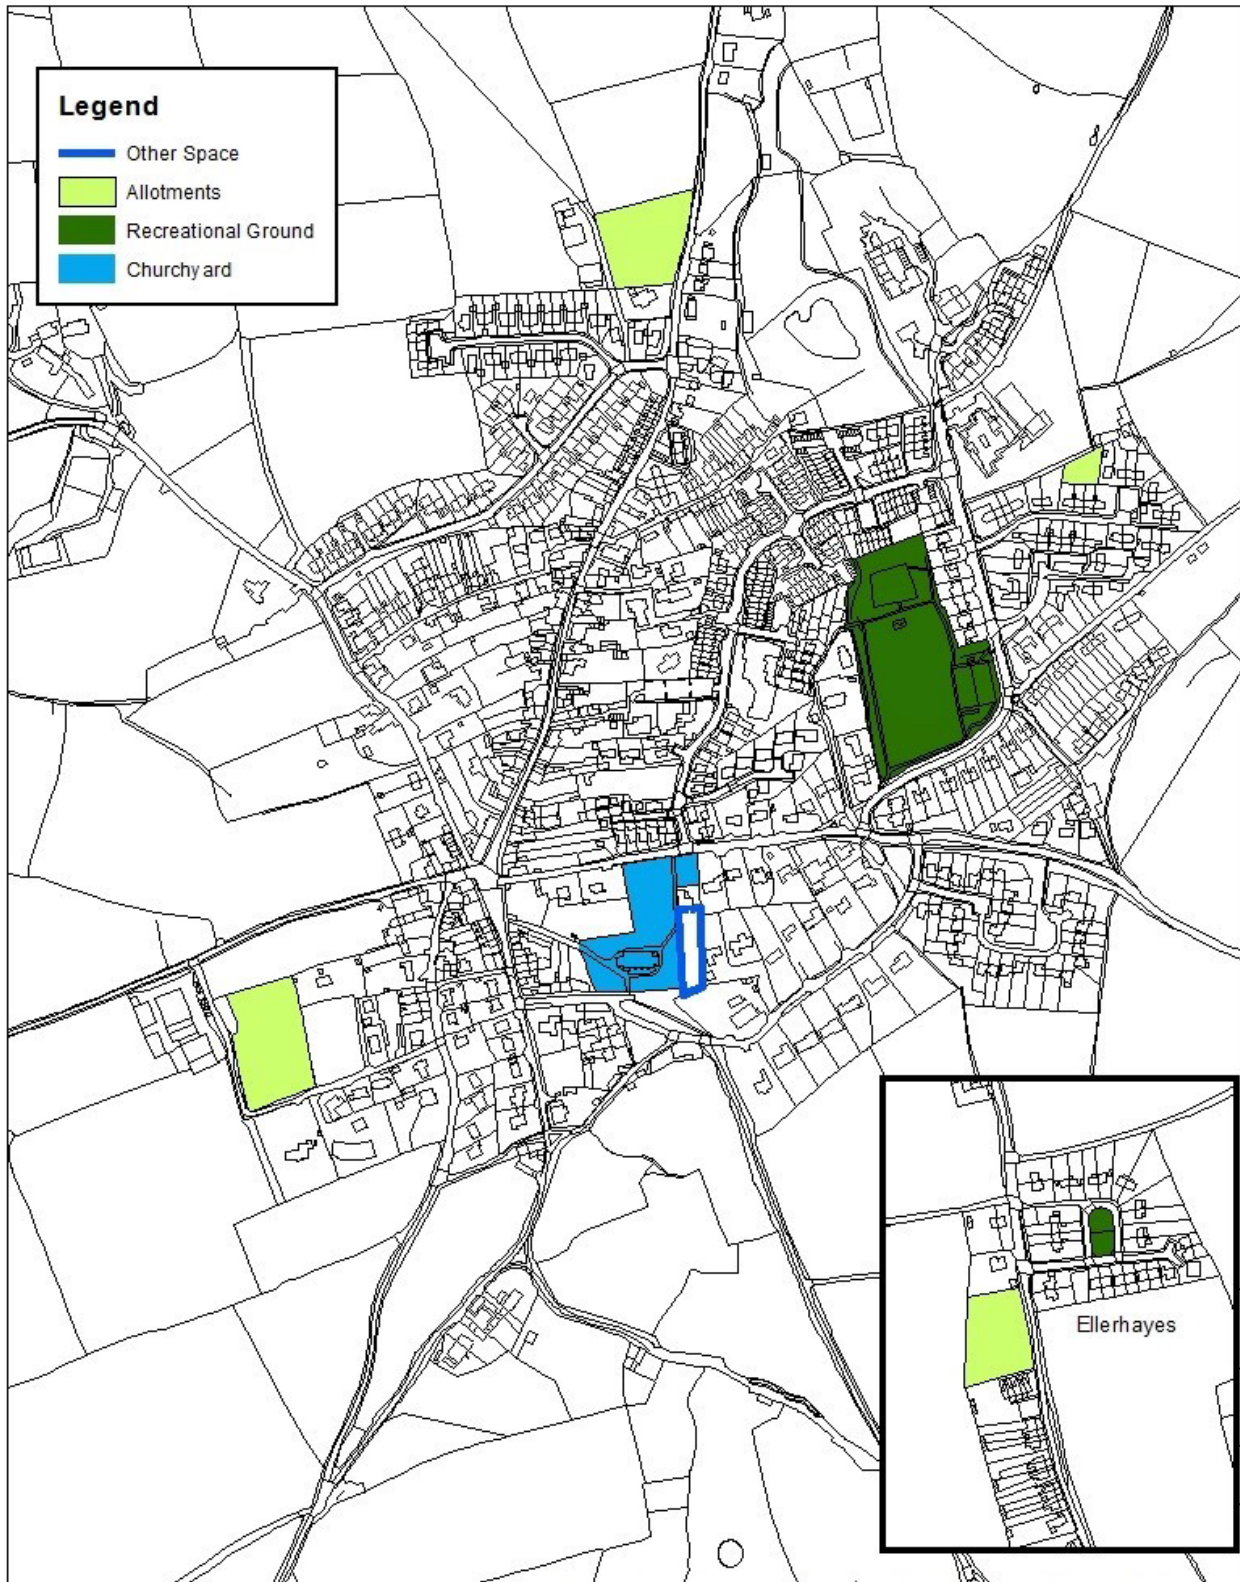 Legend
Other Space
Allotments
Recreational Ground
Churchyard
Ellerhayes